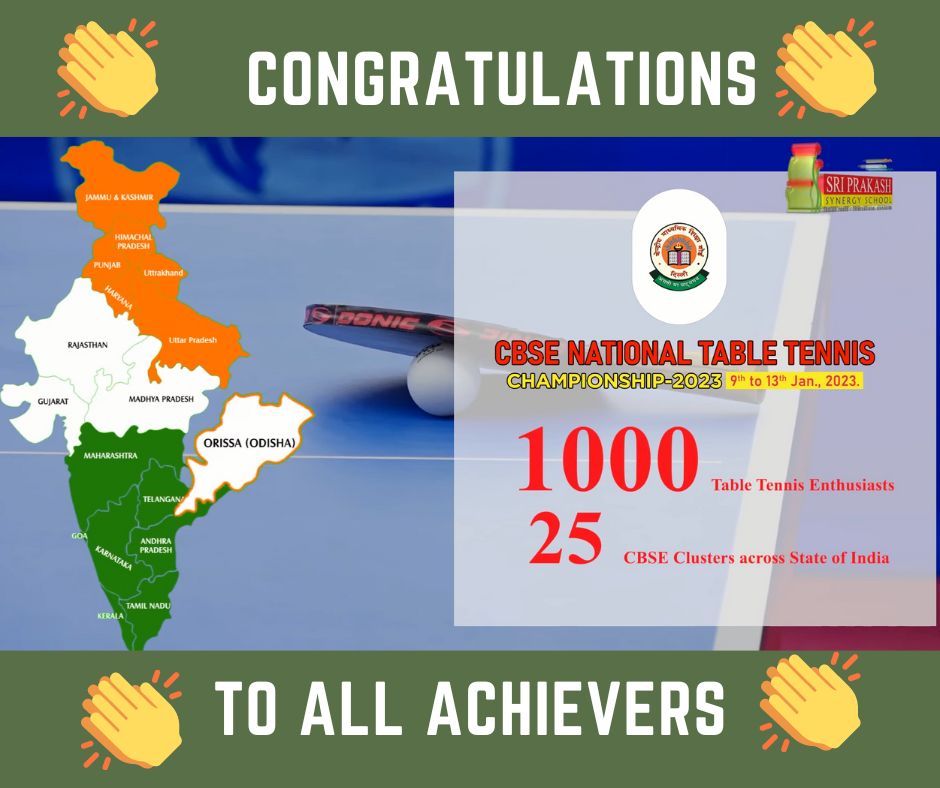 CONGRATULATIONS
SRI PRAKASH
SYNERGY SCHOOL
JAMMU & KASHMIR
HIMACHAL
PRADESH
PUNJAB
Uttrakhand
HARYANA
Uttar Pradesh
RAJASTHAN
GUJARAT
MADHYA PRADESH
ORISSA (ODISHA)
MAHARASHTRA
TELANGANA
GOA
ANDHRA
PRADESH
KARNATAKA
TAMIL NADU
KERALA
DONIC
केन्द्रीय माध्यमिक शिक्षा बोर्ड
दिल्ली
CBSE NATIONAL TABLE TENNIS
CHAMPIONSHIP-2023 9th to 13th Jan., 2023.
1000 Table Tennis Enthusiasts
25 CBSE Clusters across State of India
TO ALL ACHIEVERS